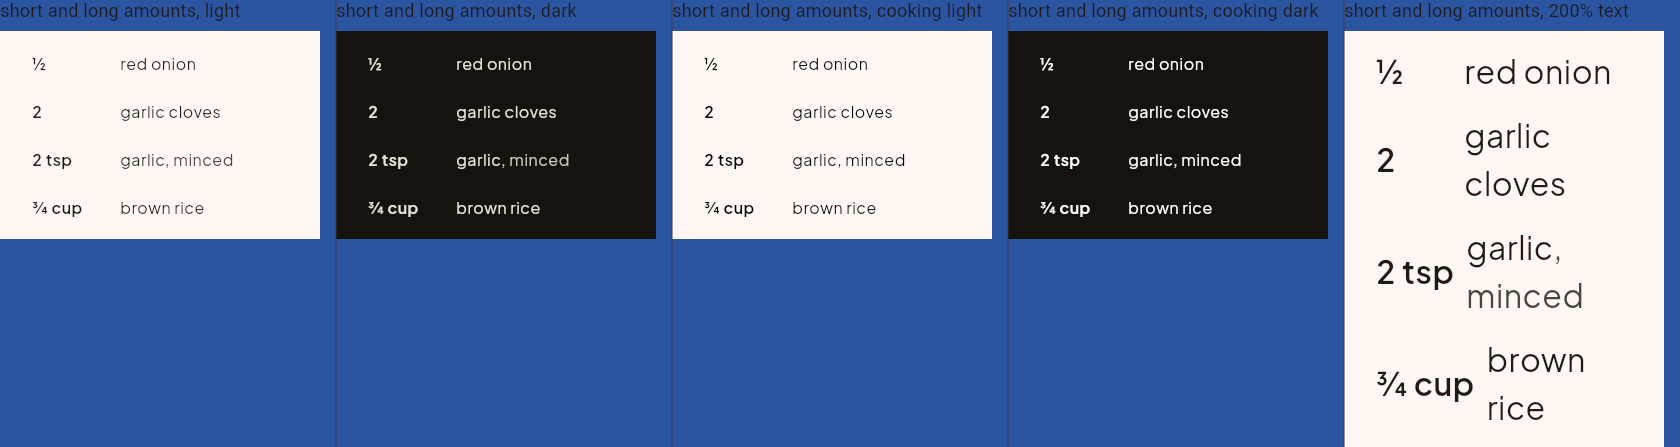 short and long amounts, light
½ red onion
2 garlic cloves
2 tsp garlic, minced
¾ cup brown rice
short and long amounts, dark
½ red onion
2 garlic cloves
2 tsp garlic, minced
¾ cup brown rice
short and long amounts, cooking light
½ red onion
2 garlic cloves
2 tsp garlic, minced
¾ cup brown rice
short and long amounts, cooking dark
½ red onion
2 garlic cloves
2 tsp garlic, minced
¾ cup brown rice
short and long amounts, 200% text
½ red onion
2 garlic
cloves
2 tsp garlic,
minced
¾ cup brown
rice